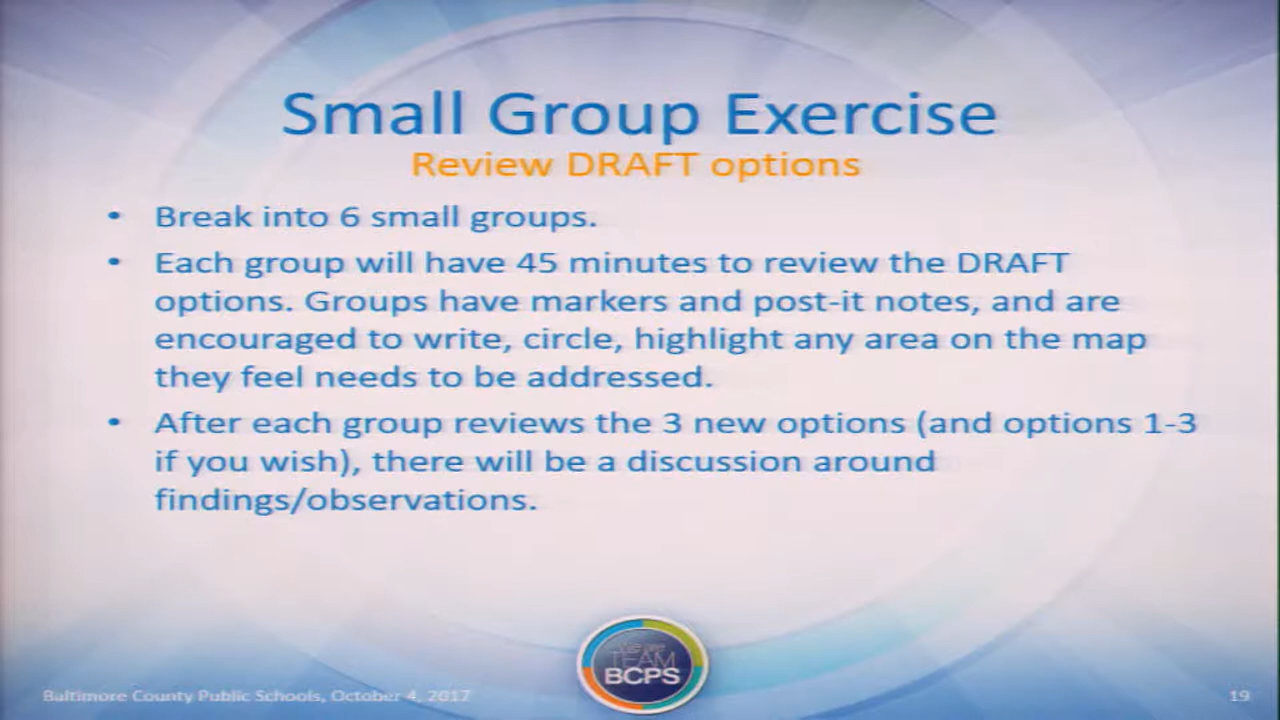 Small Group Exercise
Review DRAFT options
• Break into 6 small groups.
• Each group will have 45 minutes to review the DRAFT
options. Groups have markers and post-it notes, and are
encouraged to write, circle, highlight any area on the map
they feel needs to be addressed.
• After each group reviews the 3 new options (and options 1-3
if you wish), there will be a discussion around
findings/observations.
TEAM
BCPS
Baltimore County Public Schools, October 4, 2017
19